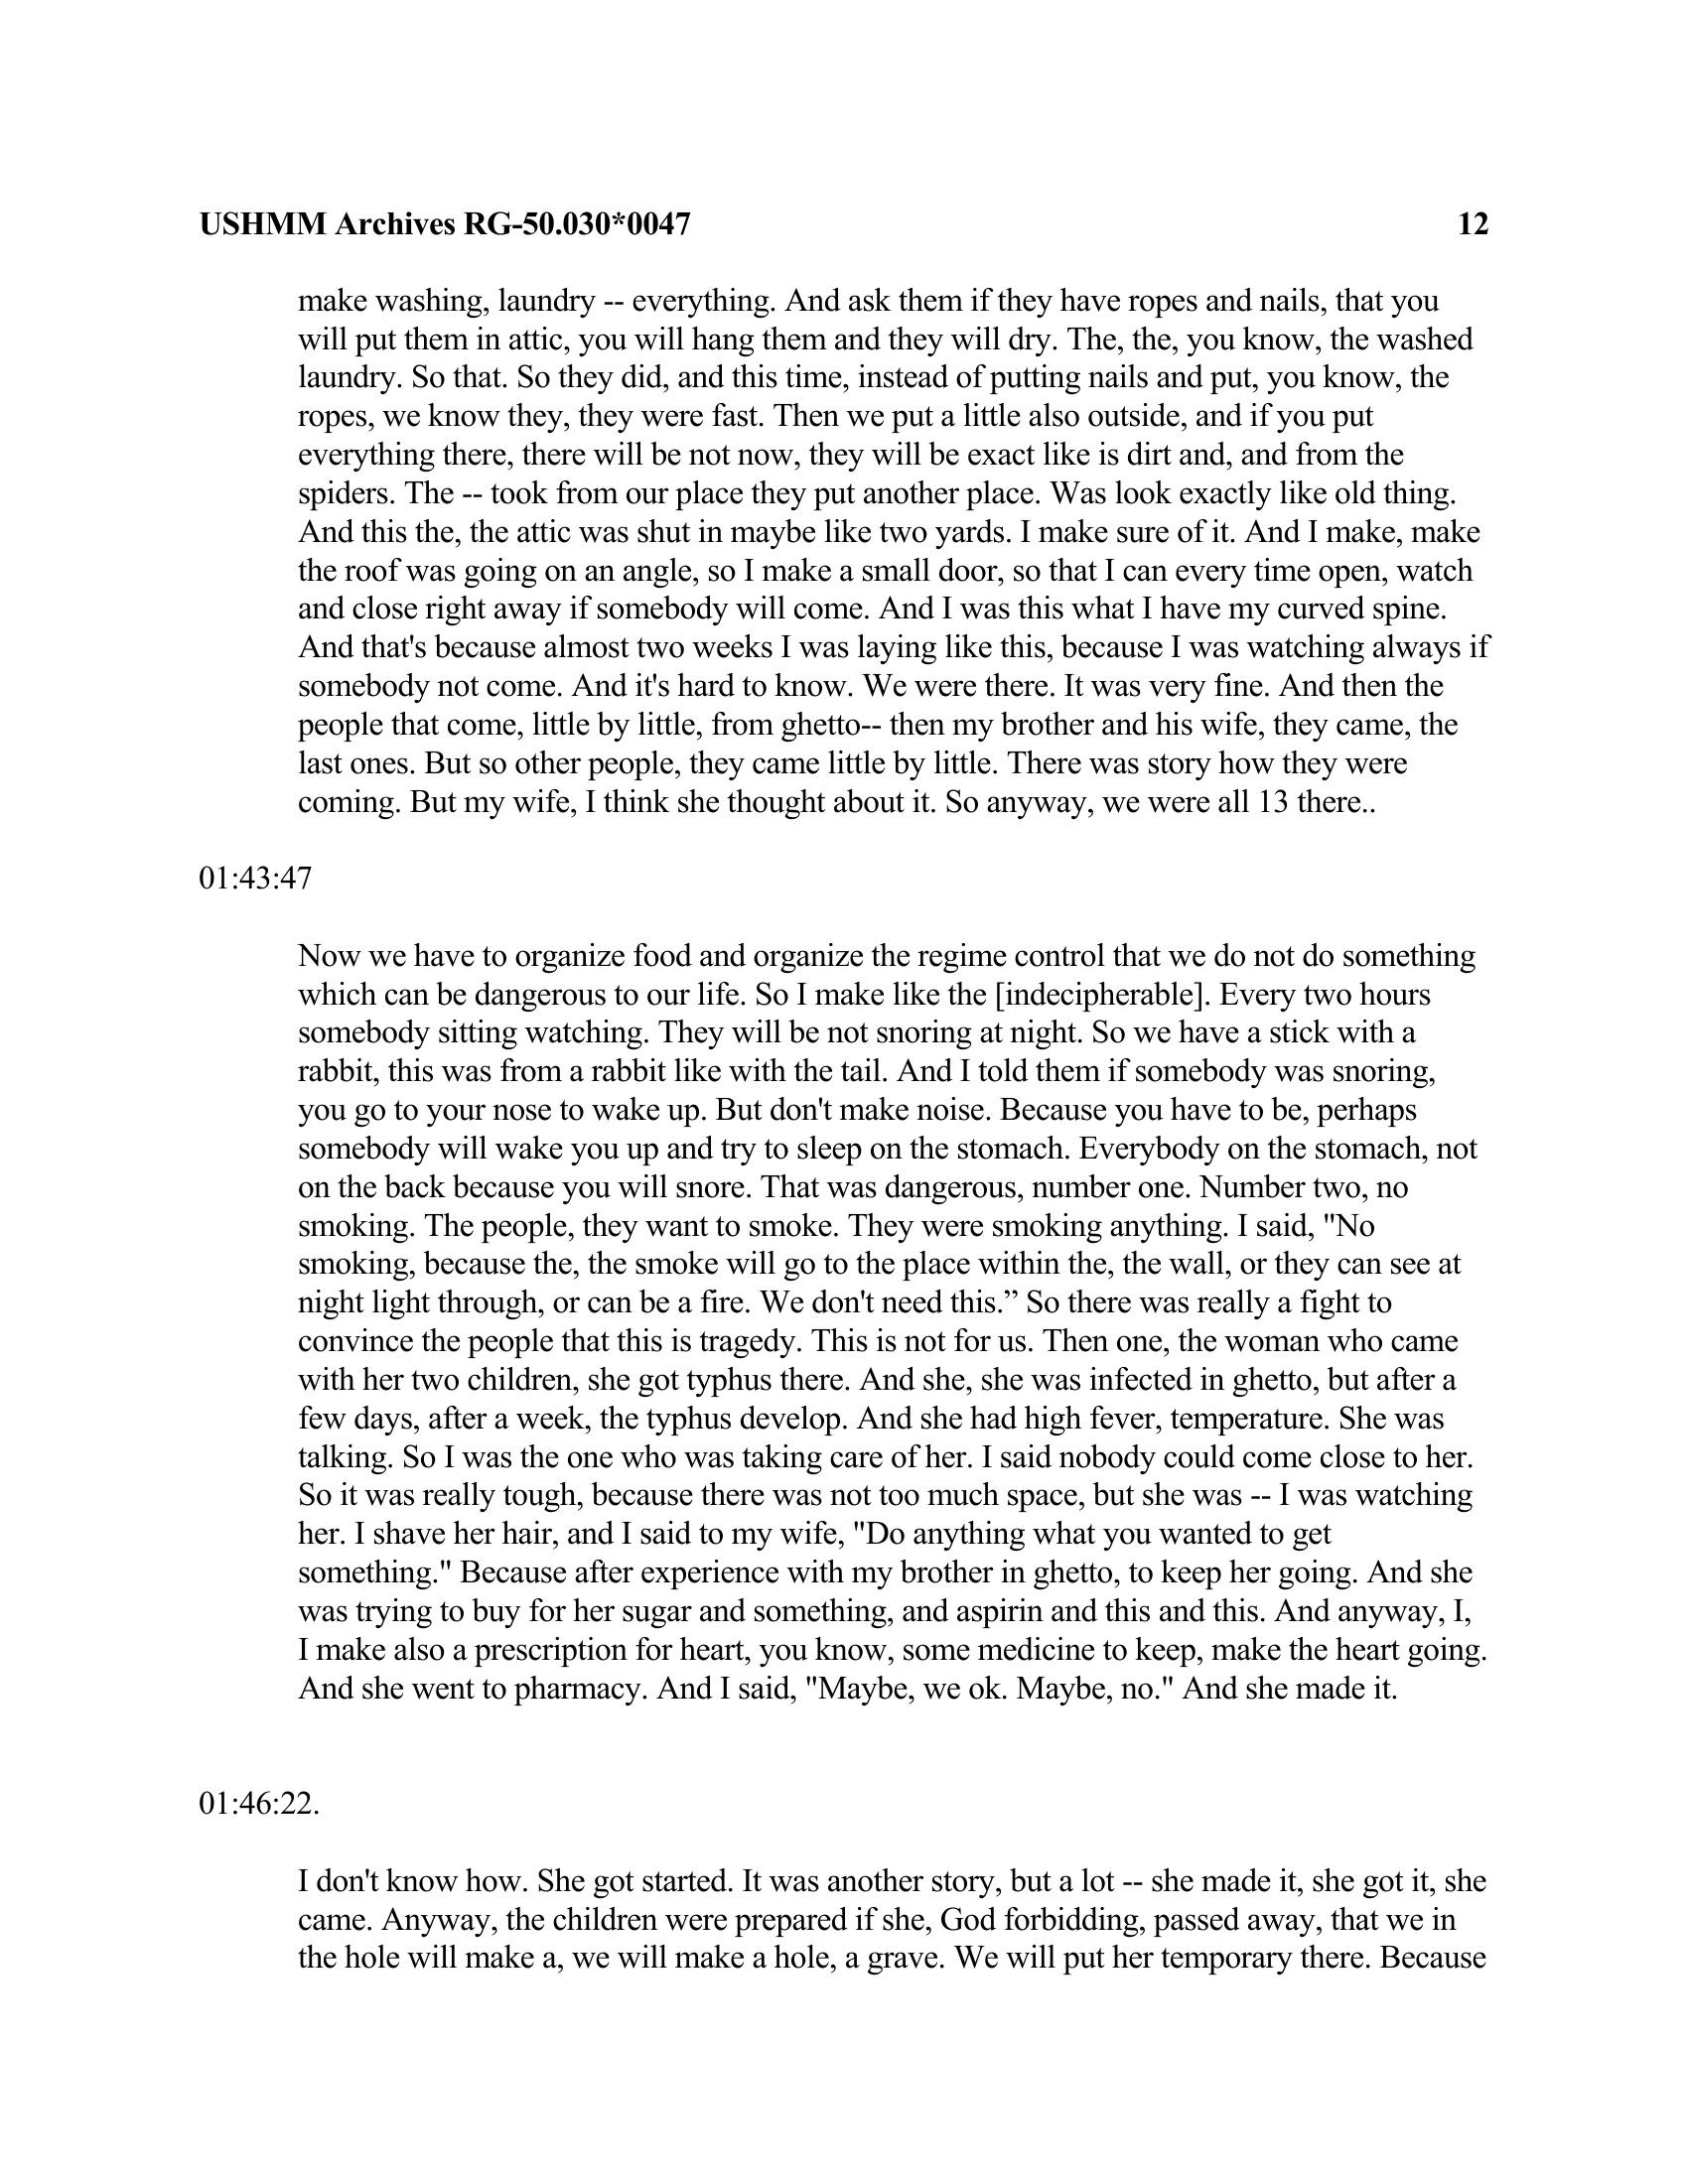 USHMM Archives RG-50.030*0047 12
make washing, laundry -- everything. And ask them if they have ropes and nails, that you
will put them in attic, you will hang them and they will dry. The, the, you know, the washed
laundry. So that. So they did, and this time, instead of putting nails and put, you know, the
ropes, we know they, they were fast. Then we put a little also outside, and if you put
everything there, there will be not now, they will be exact like is dirt and, and from the
spiders. The -- took from our place they put another place. Was look exactly like old thing.
And this the, the attic was shut in maybe like two yards. I make sure of it. And I make, make
the roof was going on an angle, so I make a small door, so that I can every time open, watch
and close right away if somebody will come. And I was this what I have my curved spine.
And that's because almost two weeks I was laying like this, because I was watching always if
somebody not come. And it's hard to know. We were there. It was very fine. And then the
people that come, little by little, from ghetto-- then my brother and his wife, they came, the
last ones. But so other people, they came little by little. There was story how they were
coming. But my wife, I think she thought about it. So anyway, we were all 13 there..
01:43:47
Now we have to organize food and organize the regime control that we do not do something
which can be dangerous to our life. So I make like the [indecipherable]. Every two hours
somebody sitting watching. They will be not snoring at night. So we have a stick with a
rabbit, this was from a rabbit like with the tail. And I told them if somebody was snoring,
you go to your nose to wake up. But don't make noise. Because you have to be, perhaps
somebody will wake you up and try to sleep on the stomach. Everybody on the stomach, not
on the back because you will snore. That was dangerous, number one. Number two, no
smoking. The people, they want to smoke. They were smoking anything. I said, "No
smoking, because the, the smoke will go to the place within the, the wall, or they can see at
night light through, or can be a fire. We don't need this.” So there was really a fight to
convince the people that this is tragedy. This is not for us. Then one, the woman who came
with her two children, she got typhus there. And she, she was infected in ghetto, but after a
few days, after a week, the typhus develop. And she had high fever, temperature. She was
talking. So I was the one who was taking care of her. I said nobody could come close to her.
So it was really tough, because there was not too much space, but she was -- I was watching
her. I shave her hair, and I said to my wife, "Do anything what you wanted to get
something." Because after experience with my brother in ghetto, to keep her going. And she
was trying to buy for her sugar and something, and aspirin and this and this. And anyway, I,
I make also a prescription for heart, you know, some medicine to keep, make the heart going.
And she went to pharmacy. And I said, "Maybe, we ok. Maybe, no." And she made it.
01:46:22.
I don't know how. She got started. It was another story, but a lot -- she made it, she got it, she
came. Anyway, the children were prepared if she, God forbidding, passed away, that we in
the hole will make a, we will make a hole, a grave. We will put her temporary there. Because